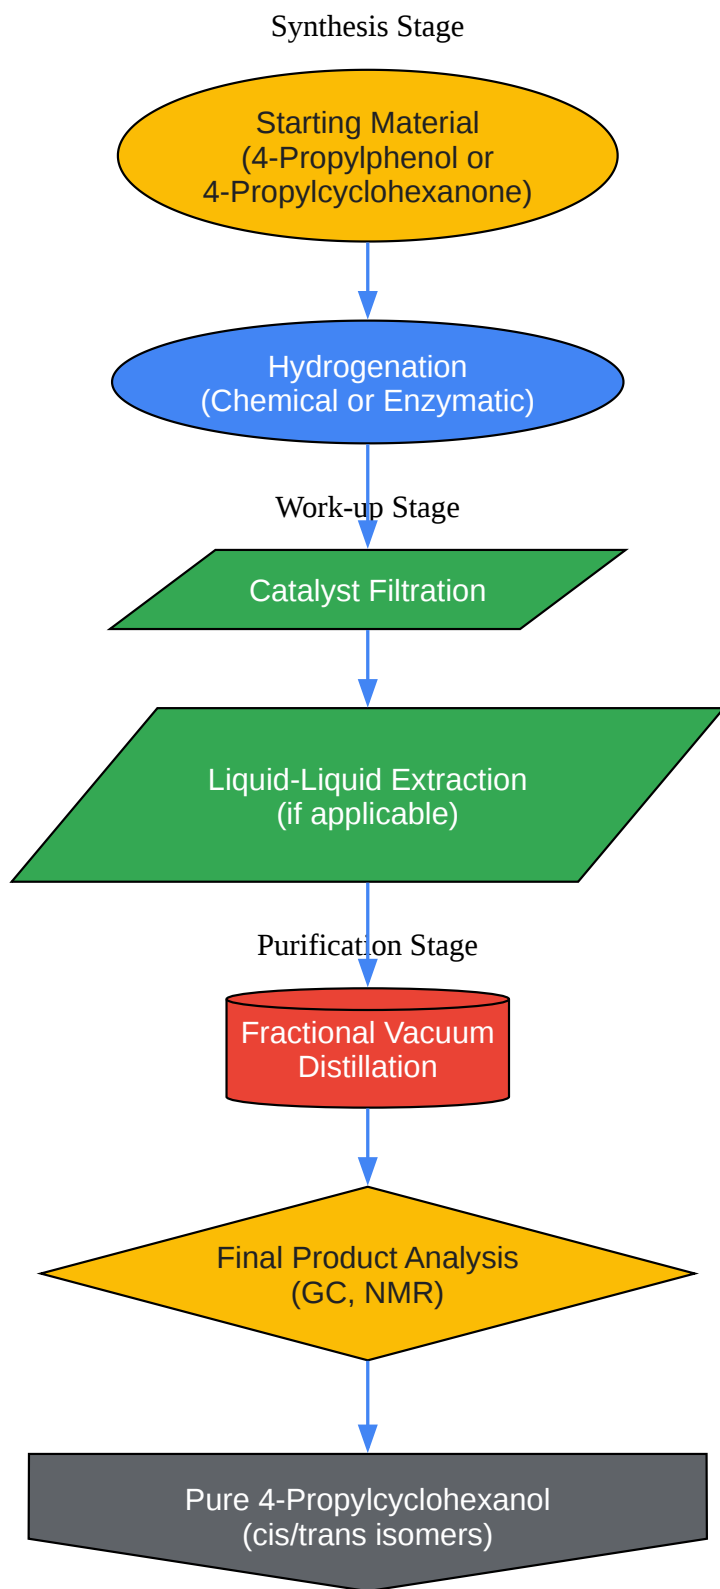 Synthesis Stage
Starting Material
(4-Propylphenol or
4-Propylcyclohexanone)
Hydrogenation
(Chemical or Enzymatic)
Work-up Stage
Catalyst Filtration
Liquid-Liquid Extraction
(if applicable)
Purification Stage
Fractional Vacuum
Distillation
Final Product Analysis
(GC, NMR)
Pure 4-Propylcyclohexanol
(cis/trans isomers)